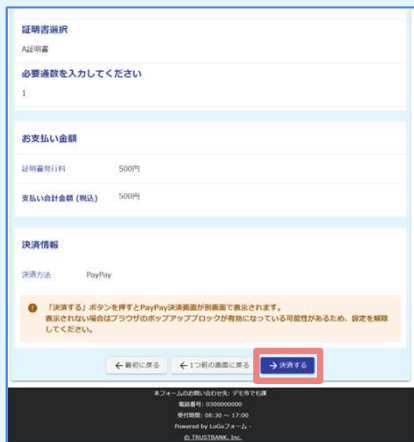 証明書選択
A証明書
必要通数を入力してください
1
お支払い金額
証明書発行料 500円
支払い合計金額 (税込) 500円
決済情報
決済方法 PayPay
「決済する」ボタンを押すとPayPay決済画面が別画面で表示されます。
表示されない場合はブラウザのポップアップブロックが有効になっている可能性があるため、設定を解除
してください。
←最初に戻る ←1つ前の画面に戻る →決済する
本フォームのお問い合わせ先: デモ市でも課
電話番号: 0300000000
受付時間: 08:30 ~ 17:00
Powered by LoGoフォーム -
© TRUSTBANK, Inc.